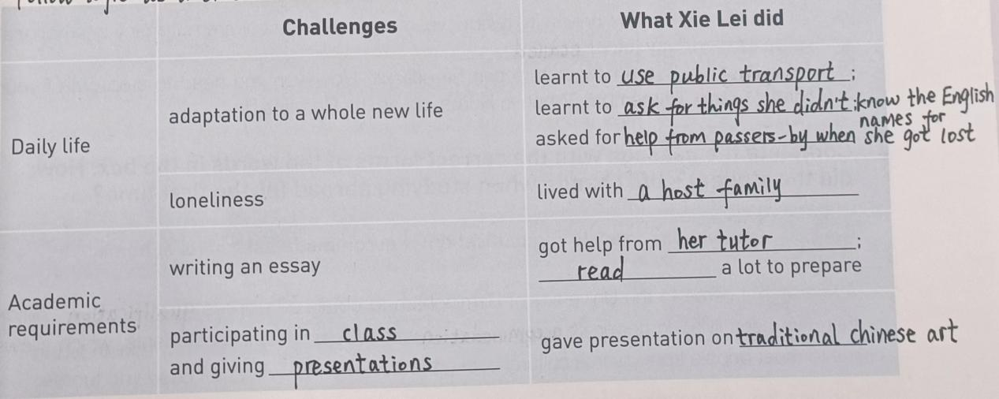 Challenges
What Xie Lei did
Daily life
adaptation to a whole new life
learnt to use public transport ;
learnt to ask for things she didn't know the English
names for
asked for help from passers-by when she got lost
loneliness
lived with a host family
Academic
requirements
writing an essay
got help from her tutor ;
read a lot to prepare
participating in class
and giving presentations
gave presentation on traditional chinese art